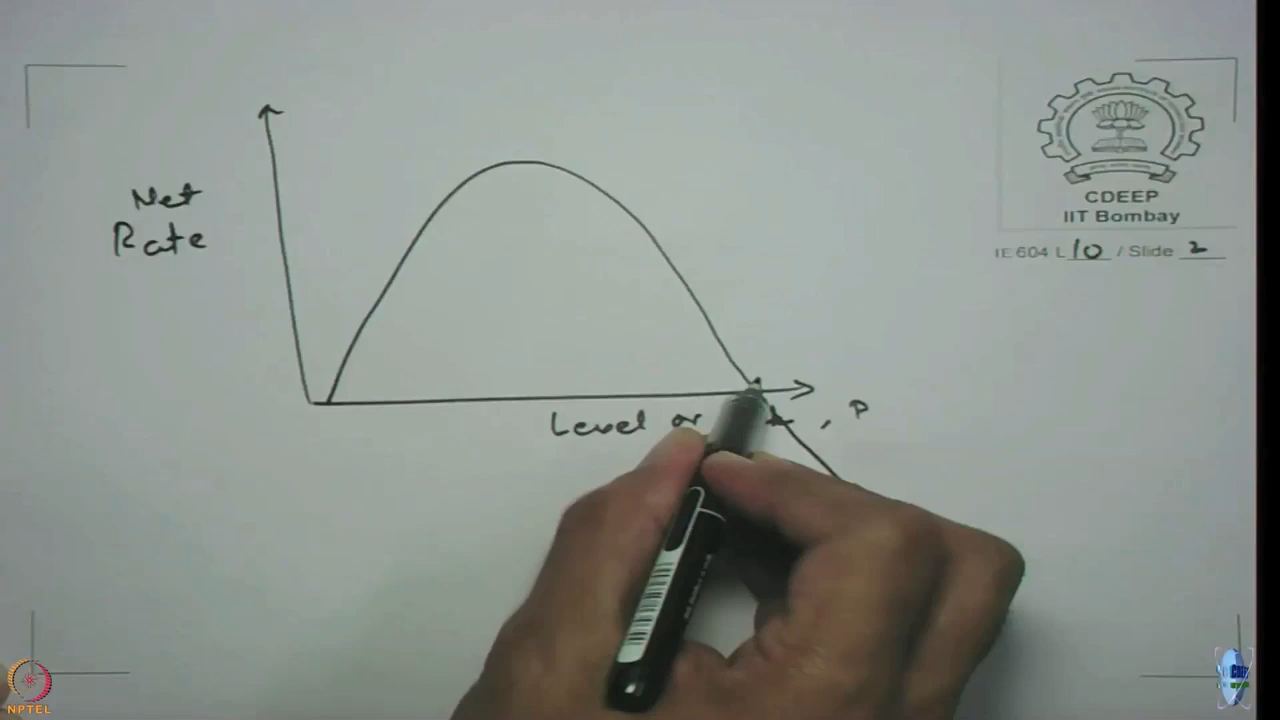 Net
Rate
Level or , P
CDEEP
IIT Bombay
IE 604 L 10 / Slide 2
NPTEL